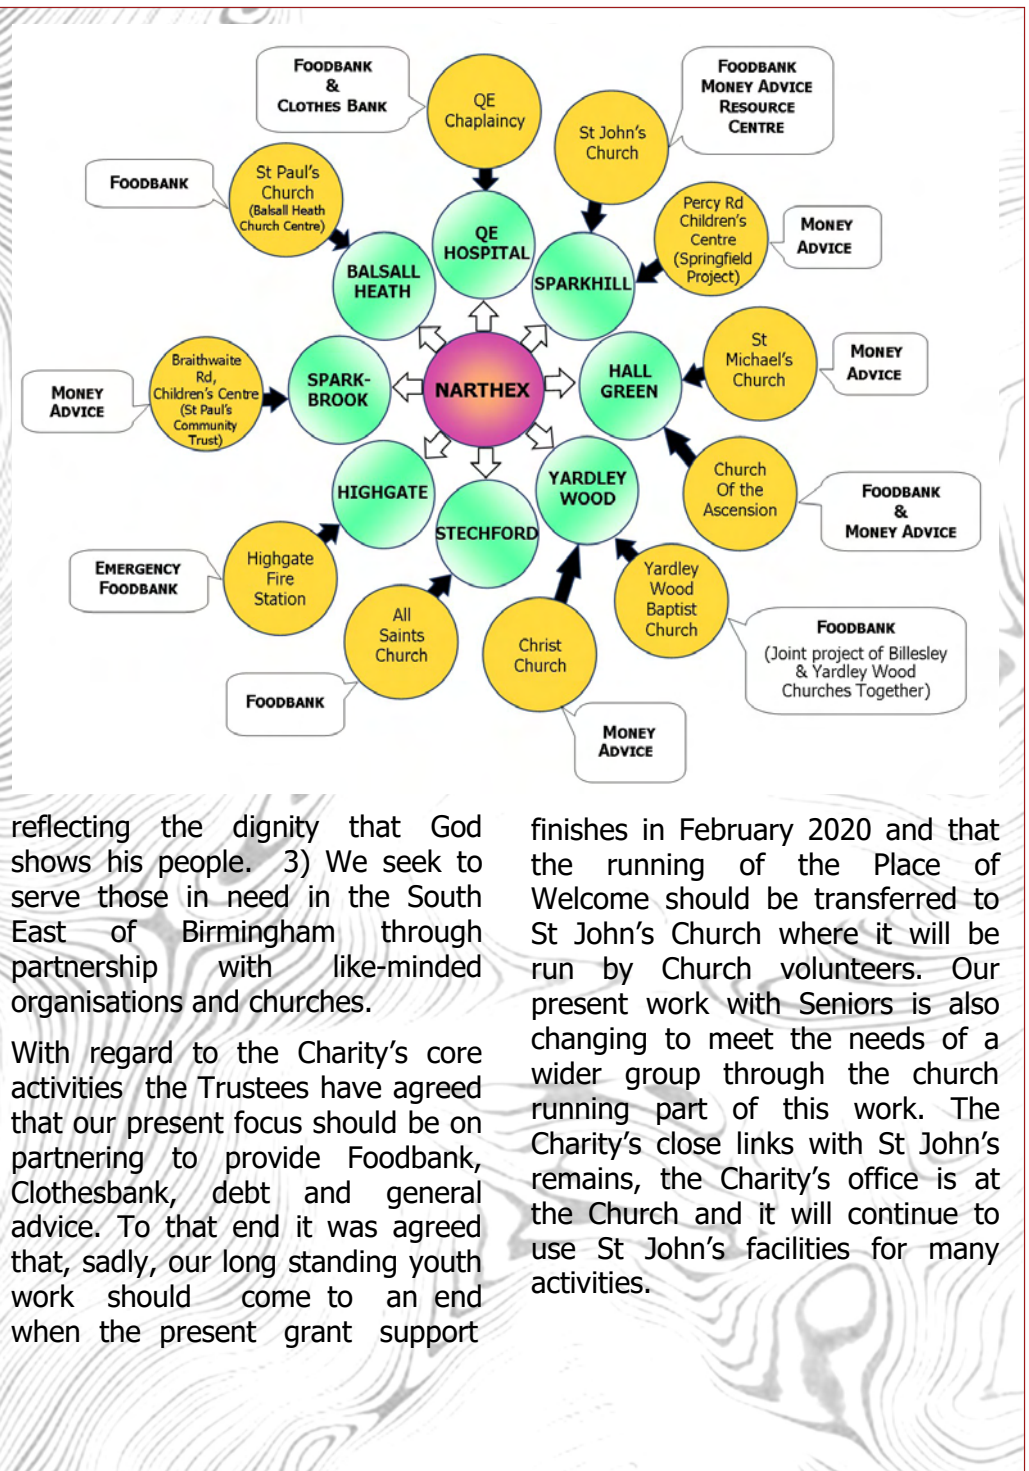 FOODBANK
&
CLOTHES BANK
QE
Chaplaincy
FOODBANK
MONEY ADVICE
RESOURCE
CENTRE
St John's
Church
FOODBANK
St Paul's
Church
(Balsall Heath
Church Centre)
Percy Rd
Children's
Centre
(Springfield
Project)
MONEY
ADVICE
QE
HOSPITAL
BALSALL
HEATH
SPARKHILL
St
Michael's
Church
MONEY
ADVICE
MONEY
ADVICE
Braithwaite
Rd,
Children's Centre
(St Paul's
Community
Trust)
SPARK-
BROOK
NARTHEX
HALL
GREEN
HIGHGATE
STECHFORD
YARDLEY
WOOD
Church
Of the
Ascension
FOODBANK
&
MONEY ADVICE
EMERGENCY
FOODBANK
Highgate
Fire
Station
All
Saints
Church
Christ
Church
Yardley
Wood
Baptist
Church
FOODBANK
(Joint project of Billesley
& Yardley Wood
Churches Together)
FOODBANK
MONEY
ADVICE
reflecting the dignity that God
shows his people. 3) We seek to
serve those in need in the South
East of Birmingham through
partnership with like-minded
organisations and churches.
With regard to the Charity's core
activities the Trustees have agreed
that our present focus should be on
partnering to provide Foodbank,
Clothesbank, debt and general
advice. To that end it was agreed
that, sadly, our long standing youth
work should come to an end
when the present grant support
finishes in February 2020 and that
the running of the Place of
Welcome should be transferred to
St John's Church where it will be
run by Church volunteers. Our
present work with Seniors is also
changing to meet the needs of a
wider group through the church
running part of this work. The
Charity's close links with St John's
remains, the Charity's office is at
the Church and it will continue to
use St John's facilities for many
activities.